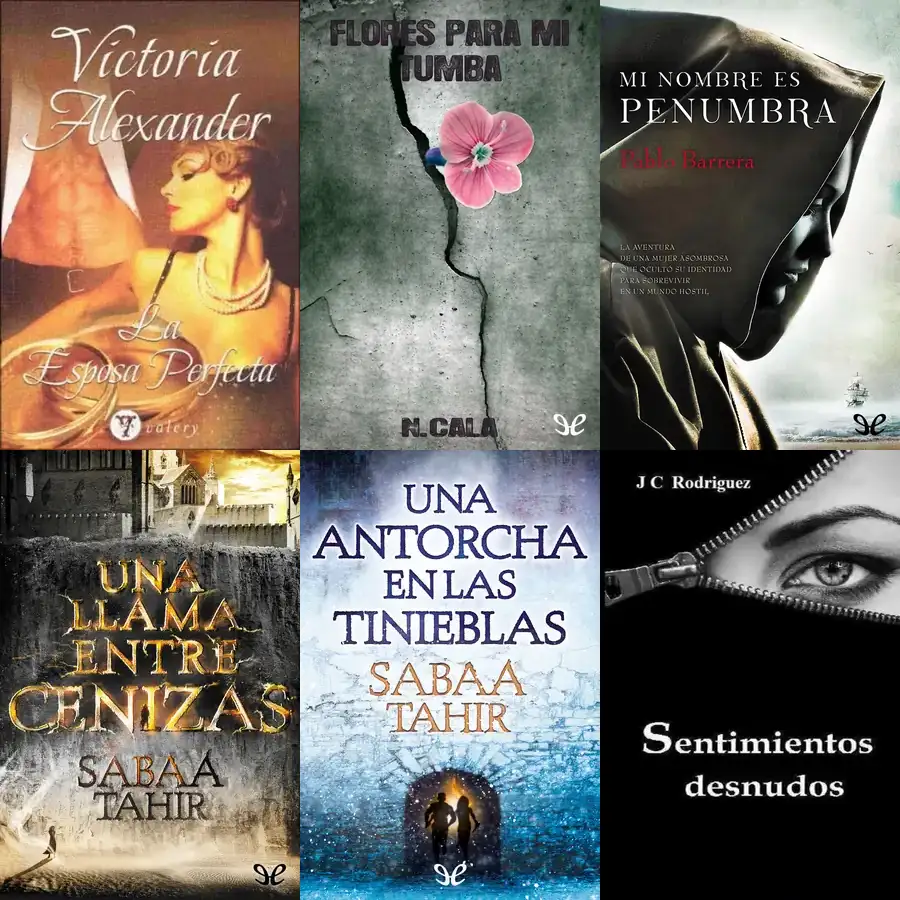 Victoria
Alexander
La
Esposa Perfecta
valery
FLORES PARA MI
TUMBA
N. CALA
MI NOMBRE ES
PENUMBRA
Pablo Barrera
LA AVENTURA
DE UNA MUJER ASOMBROSA
QUE OCULTÓ SU IDENTIDAD
PARA SOBREVIVIR
EN UN MUNDO HOSTIL
UNA
LLAMA
ENTRE
CENIZAS
SABAA
TAHIR
UNA
ANTORCHA
EN LAS
TINIEBLAS
SABAA
TAHIR
J C Rodriguez
Sentimientos
desnudos